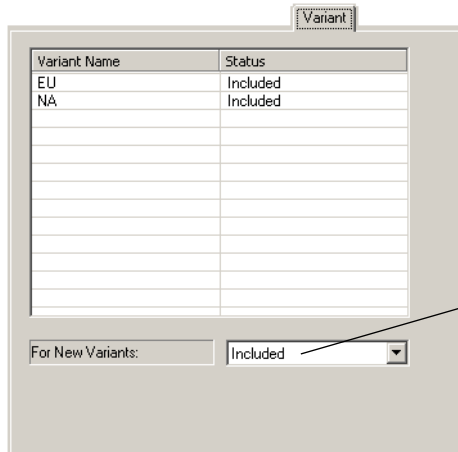 Variant
Variant Name Status
EU Included
NA Included
For New Variants: Included